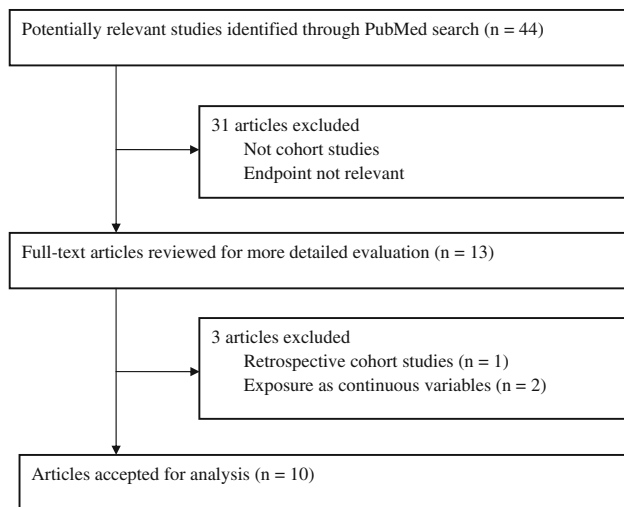 Potentially relevant studies identified through PubMed search (n = 44)
31 articles excluded
Not cohort studies
Endpoint not relevant
Full-text articles reviewed for more detailed evaluation (n = 13)
3 articles excluded
Retrospective cohort studies (n = 1)
Exposure as continuous variables (n = 2)
Articles accepted for analysis (n = 10)